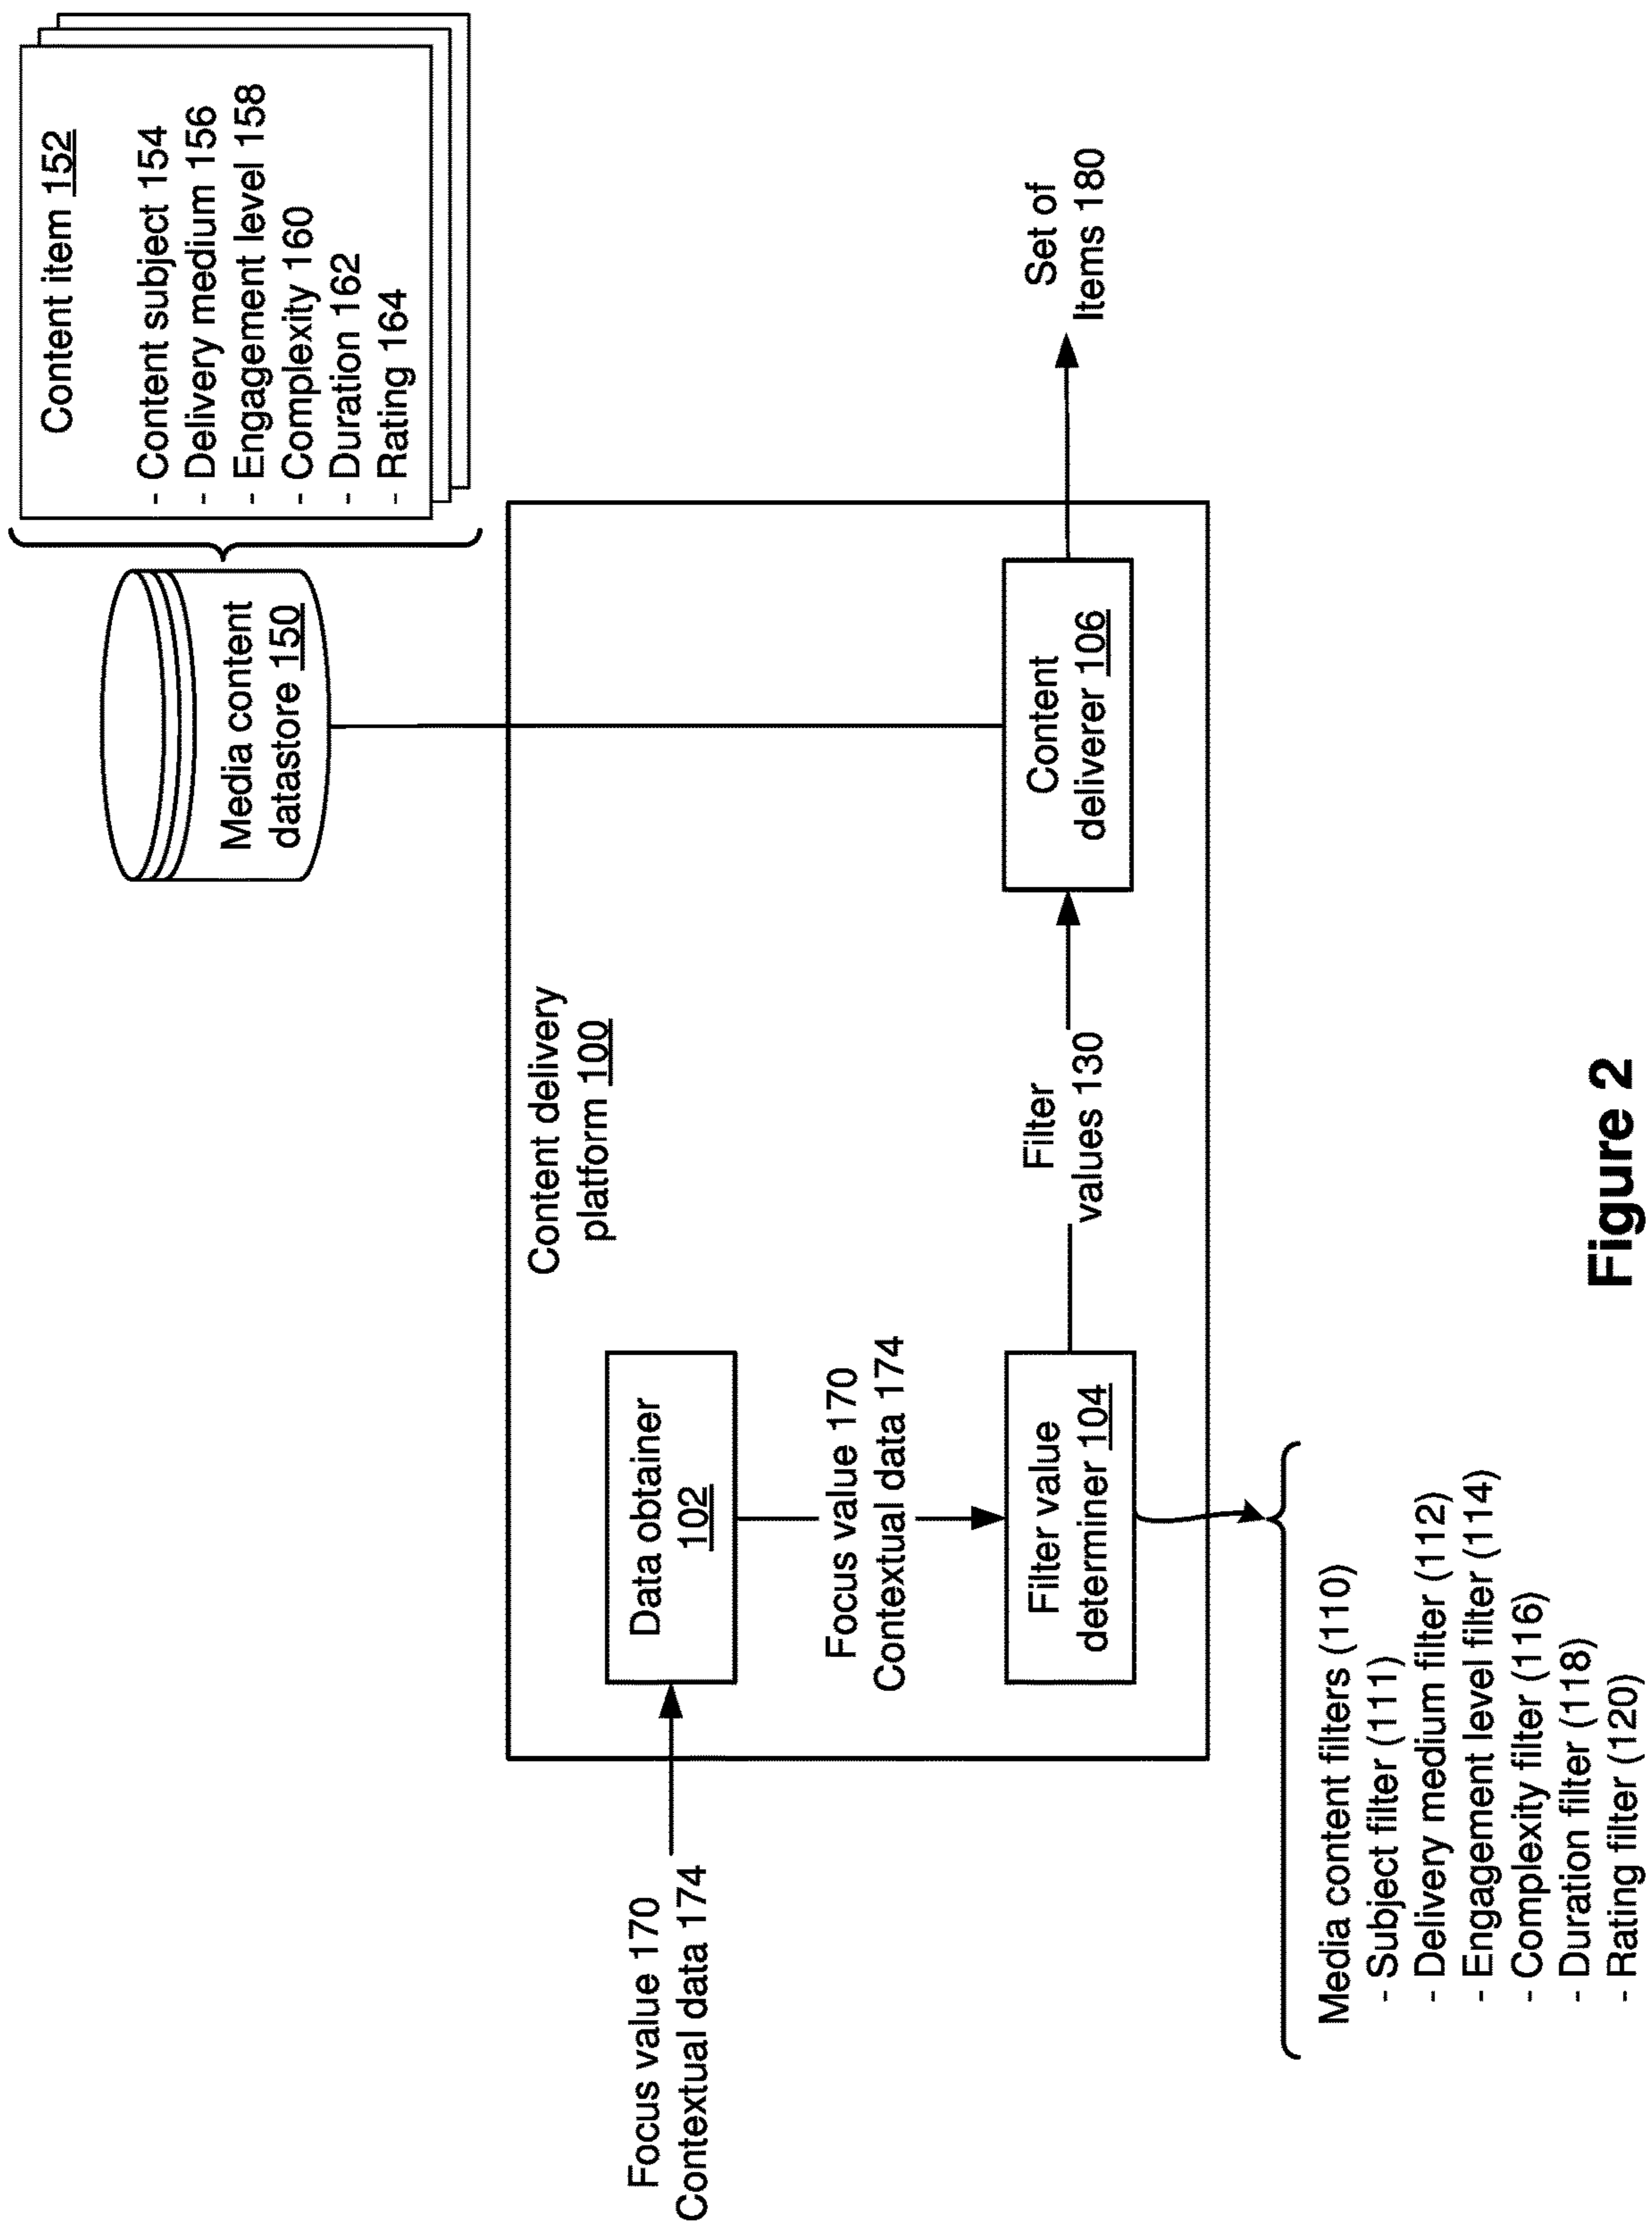 Content item 152
- Content subject 154
- Delivery medium 156
- Engagement level 158
- Complexity 160
- Duration 162
- Rating 164
Media content
datastore 150
Content delivery
platform 100
Focus value 170
Contextual data 174
Data obtainer
102
Focus value 170
Contextual data 174
Filter value
determiner 104
Filter
values 130
Content
deliverer 106
Set of
Items 180
Media content filters (110)
- Subject filter (111)
- Delivery medium filter (112)
- Engagement level filter (114)
- Complexity filter (116)
- Duration filter (118)
- Rating filter (120)
Figure 2